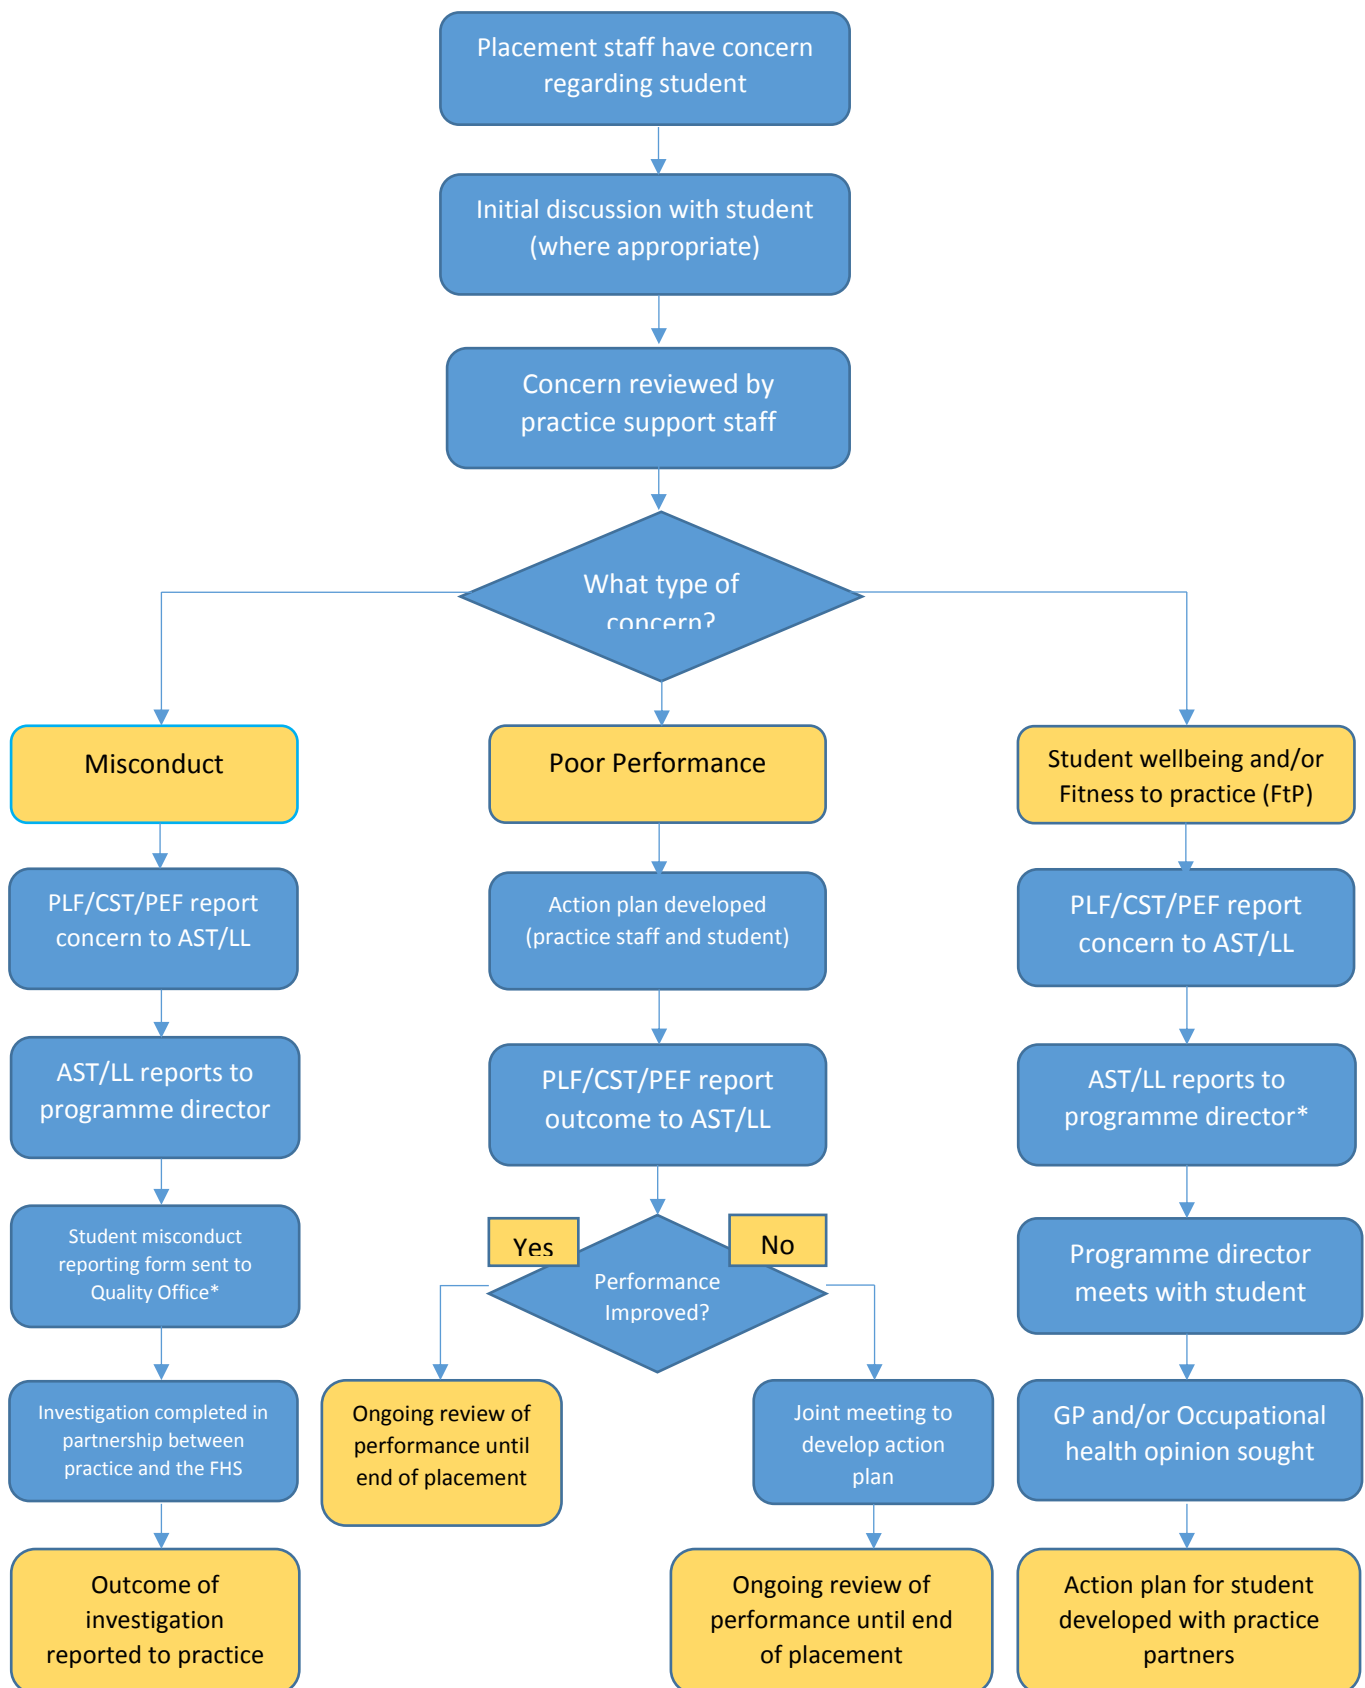 Placement staff have concern
regarding student
Initial discussion with student
(where appropriate)
Concern reviewed by
practice support staff
What type of
concern?
Misconduct
PLF/CST/PEF report
concern to AST/LL
AST/LL reports to
programme director
Student misconduct
reporting form sent to
Quality Office*
Investigation completed in
partnership between
practice and the FHS
Outcome of
investigation
reported to practice
Poor Performance
Action plan developed
(practice staff and student)
PLF/CST/PEF report
outcome to AST/LL
Yes
No
Performance
Improved?
Ongoing review of
performance until
end of placement
Joint meeting to
develop action
plan
Ongoing review of
performance until end
of placement
Student wellbeing and/or
Fitness to practice (FtP)
PLF/CST/PEF report
concern to AST/LL
AST/LL reports to
programme director*
Programme director
meets with student
GP and/or Occupational
health opinion sought
Action plan for student
developed with practice
partners